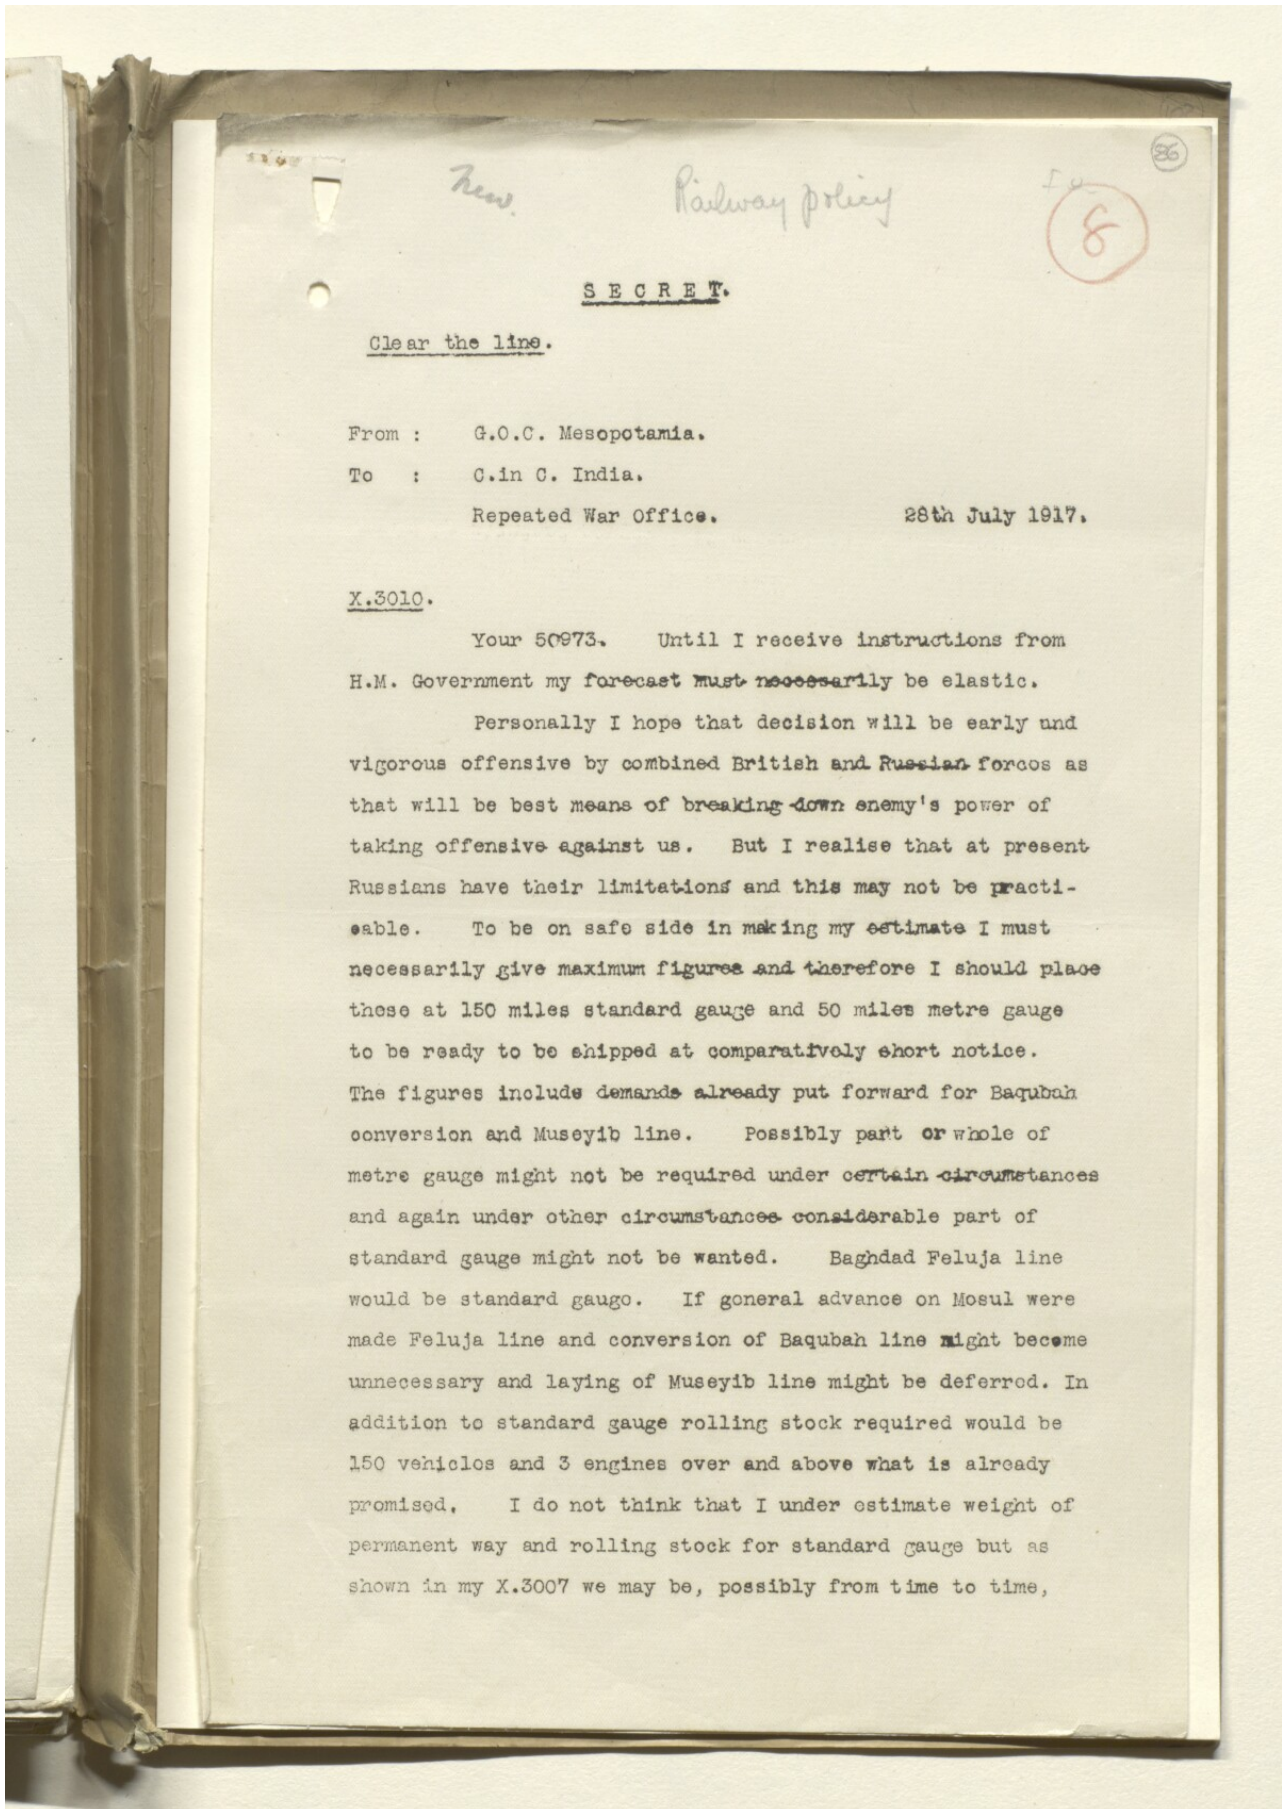 86
New.
Railway policy
8
SECRET.
Clear the line.
From : G.O.C. Mesopotamia.
To : C.in C. India.
Repeated War Office. 28th July 1917.
X.3010.
Your 50973. Until I receive instructions from
H.M. Government my forecast must necessarily be elastic.
Personally I hope that decision will be early and
vigorous offensive by combined British and Russian forces as
that will be best means of breaking down enemy's power of
taking offensive against us. But I realise that at present
Russians have their limitations and this may not be practi-
cable. To be on safe side in making my estimate I must
necessarily give maximum figures and therefore I should place
these at 150 miles standard gauge and 50 miles metre gauge
to be ready to be shipped at comparatively short notice.
The figures include demands already put forward for Baqubah
conversion and Museyib line. Possibly part or whole of
metre gauge might not be required under certain circumstances
and again under other circumstances considerable part of
standard gauge might not be wanted. Baghdad Feluja line
would be standard gauge. If general advance on Mosul were
made Feluja line and conversion of Baqubah line might become
unnecessary and laying of Museyib line might be deferred. In
addition to standard gauge rolling stock required would be
150 vehicles and 3 engines over and above what is already
promised. I do not think that I under estimate weight of
permanent way and rolling stock for standard gauge but as
shown in my X.3007 we may be, possibly from time to time,